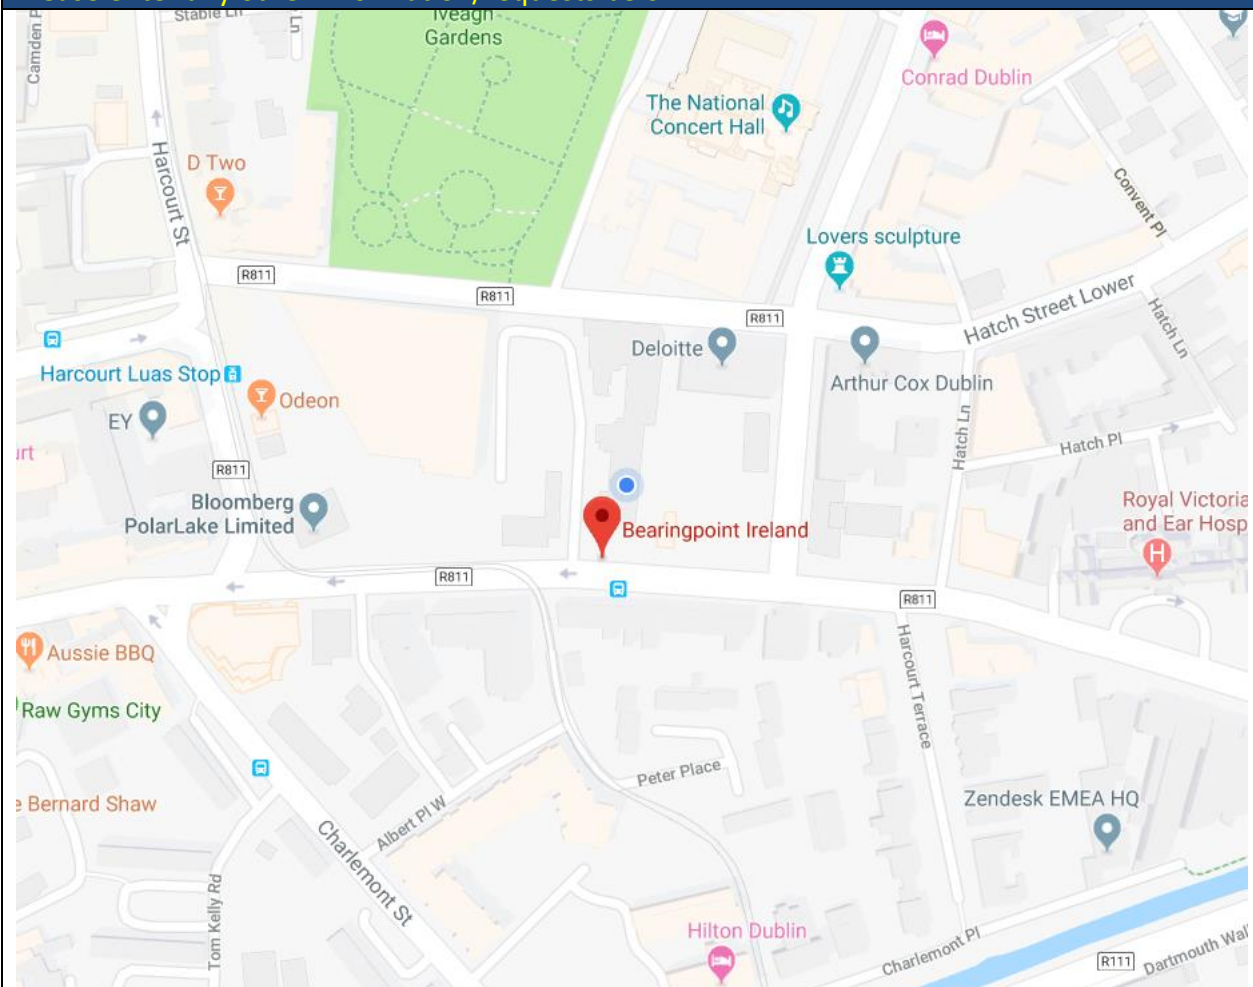 Stable Ln
Ln
Camden P
Iveagh
Gardens
Conrad Dublin
The National
Concert Hall
Harcourt St
D Two
Convent Pl
Lovers sculpture
R811
R811
R811
Hatch Street Lower
Hatch Ln
Deloitte
Harcourt Luas Stop
Arthur Cox Dublin
Odeon
EY
Hatch Ln
Hatch Pl
urt
R811
Bloomberg
PolarLake Limited
Royal Victoria
and Ear Hosp
Bearingpoint Ireland
H
R811
R811
Aussie BBQ
Harcourt Terrace
Raw Gyms City
Peter Place
e Bernard Shaw
Zendesk EMEA HQ
Albert Pl W
Charlemont St
Tom Kelly Rd
Hilton Dublin
Charlemont Pl
R111
Dartmouth Wal